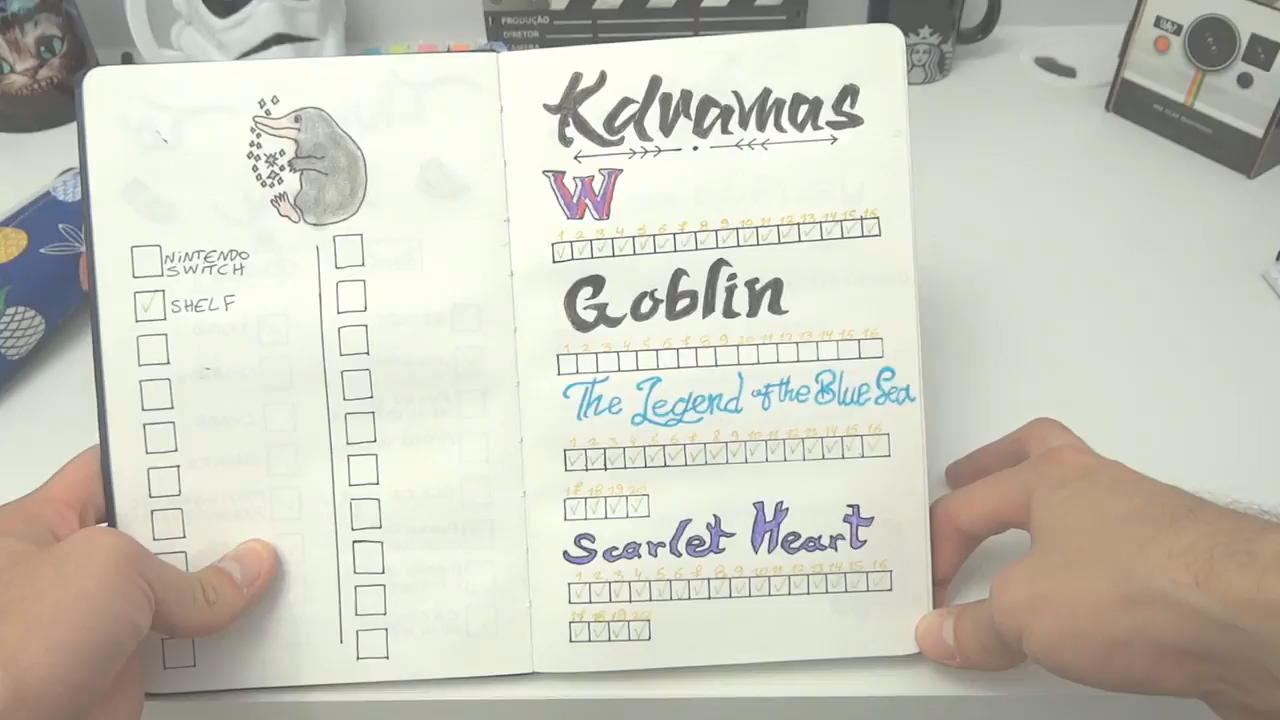 PRODUÇÃO
DIRETOR
NINTENDO
SWITCH
SHELF
Kdramas
W
1 2 3 4 5 6 7 8 9 10 11 12 13 14 15 16
Goblin
1 2 3 4 5 6 7 8 9 10 11 12 13 14 15 16
The Legend of the Blue Sea
1 2 3 4 5 6 7 8 9 10 11 12 13 14 15 16
17 18 19 20
Scarlet Heart
1 2 3 4 5 6 7 8 9 10 11 12 13 14 15 16
17 18 19 20